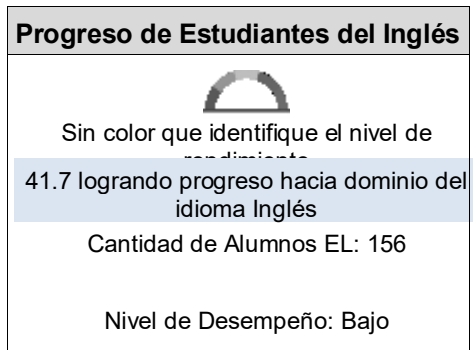 Progreso de Estudiantes del Inglés
Sin color que identifique el nivel de
41.7 logrando progreso hacia dominio del
idioma Inglés
Cantidad de Alumnos EL: 156
Nivel de Desempeño: Bajo